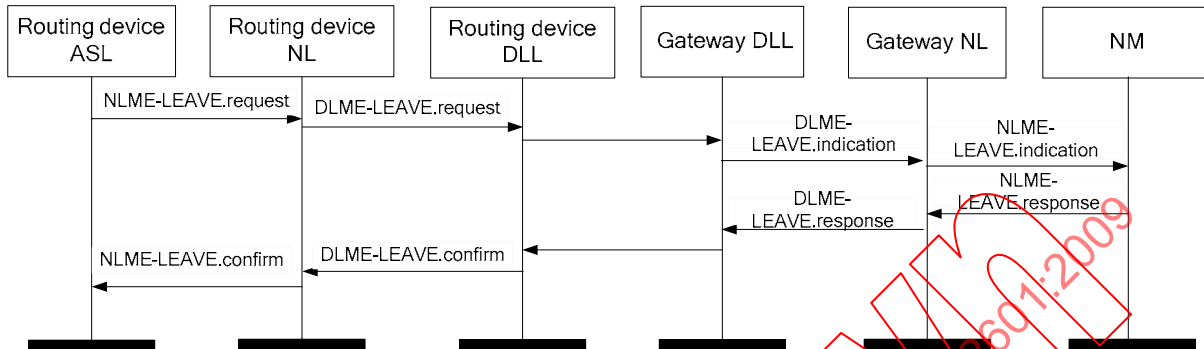 Routing device
ASL
Routing device
NL
Routing device
DLL
Gateway DLL
Gateway NL
NM
NLME-LEAVE.request
DLME-LEAVE.request
DLME-
LEAVE.indication
NLME-
LEAVE.indication
NLME-
LEAVE.response
DLME-
LEAVE.response
DLME-LEAVE.confirm
NLME-LEAVE.confirm
2601:2009